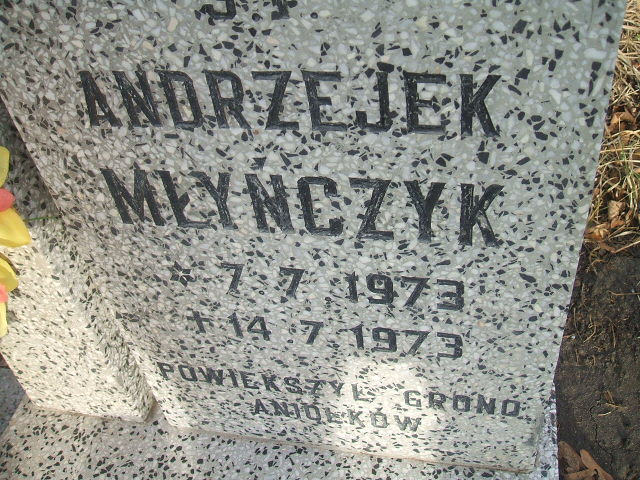 ANDRZEJEK
MŁYŃCZYK
* 7 7 1973
+ 14 7 1973
POWIĘKSZYŁ GRONO
ANIOŁKÓW